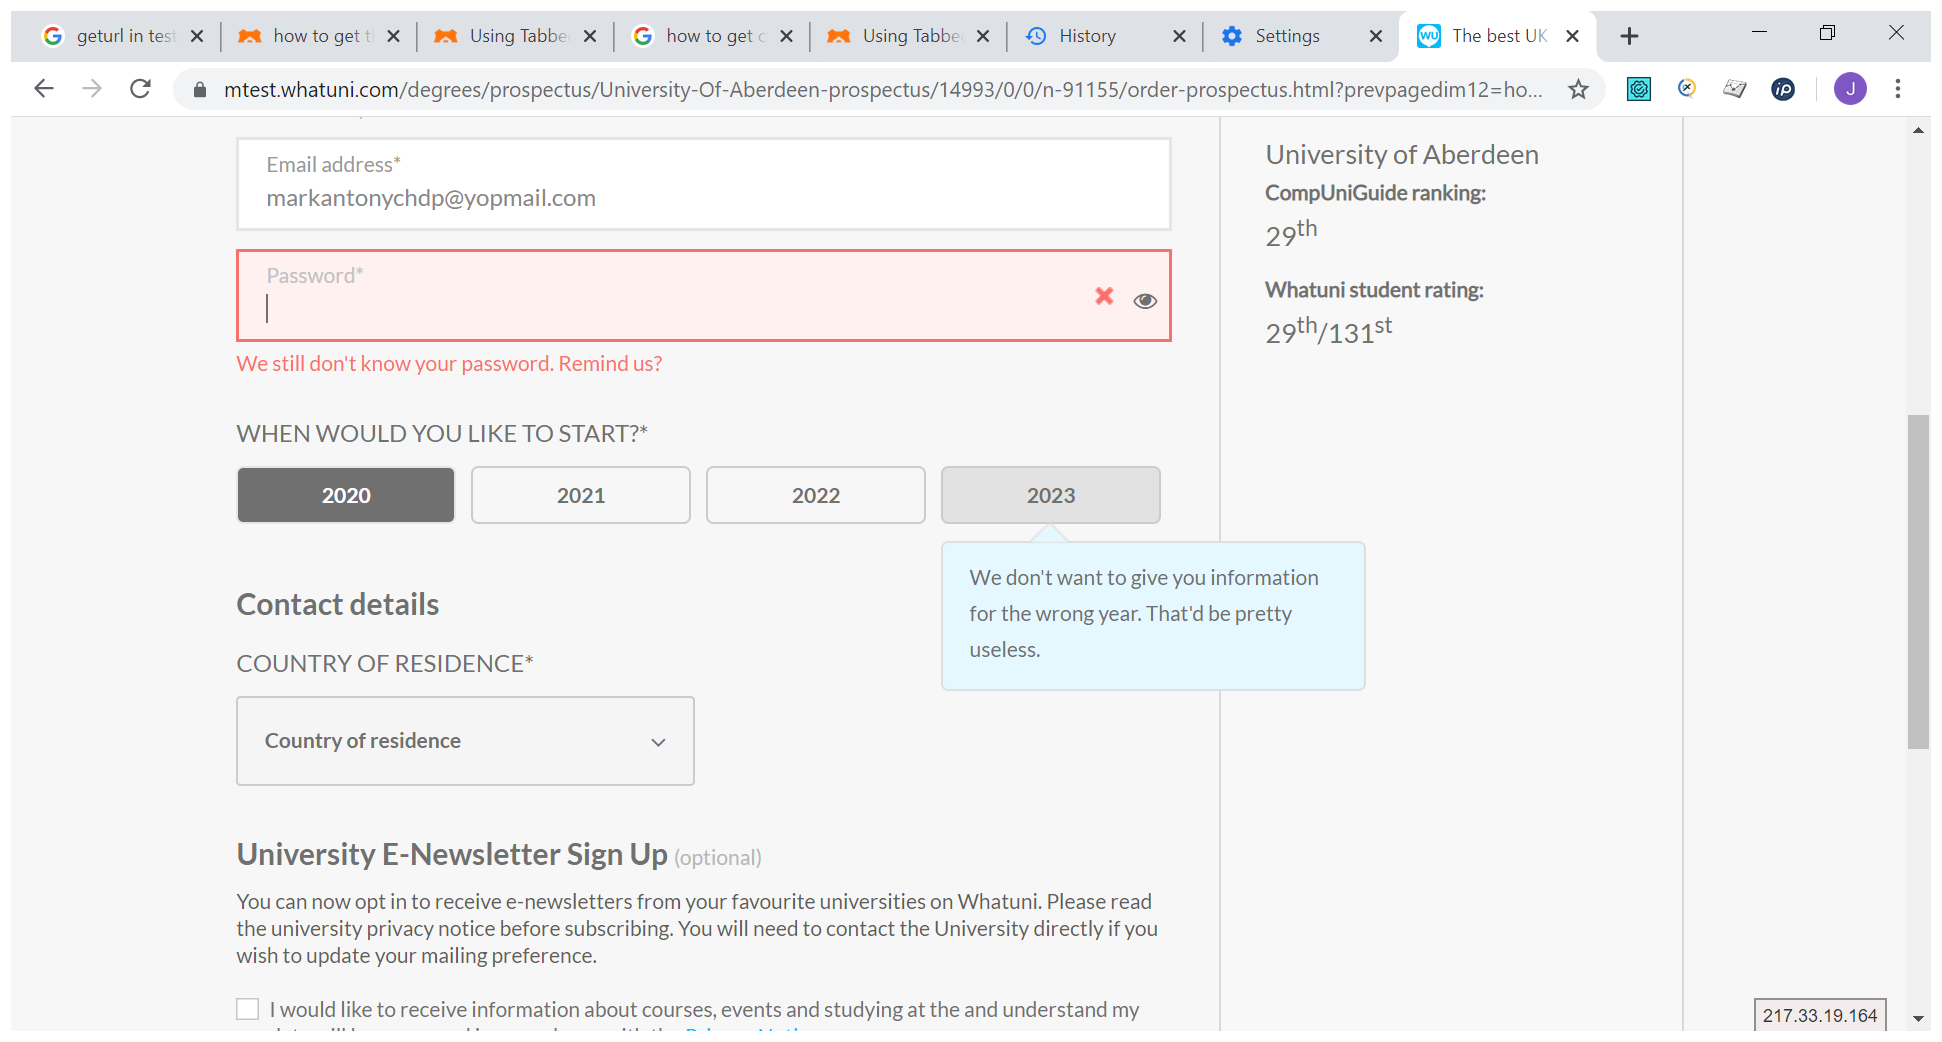 geturl in test
how to get t
Using Tabbe
how to get c
Using Tabbe
History
Settings
The best UK
mtest.whatuni.com/degrees/prospectus/University-Of-Aberdeen-prospectus/14993/0/0/n-91155/order-prospectus.html?prevpagedim12=ho...
J
Email address*
markantonychdp@yopmail.com
Password*
We still don't know your password. Remind us?
WHEN WOULD YOU LIKE TO START?*
2020
2021
2022
2023
We don't want to give you information
for the wrong year. That'd be pretty
useless.
Contact details
COUNTRY OF RESIDENCE*
Country of residence
University E-Newsletter Sign Up (optional)
You can now opt in to receive e-newsletters from your favourite universities on Whatuni. Please read
the university privacy notice before subscribing. You will need to contact the University directly if you
wish to update your mailing preference.
I would like to receive information about courses, events and studying at the and understand my
University of Aberdeen
CompUniGuide ranking:
29th
Whatuni student rating:
29th/131st
217.33.19.164